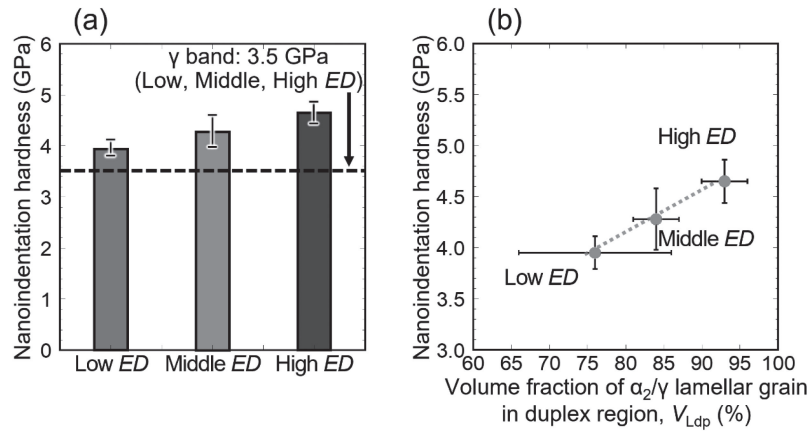 (a)
Nanoindentation hardness (GPa)
6
5
4
3
2
1
0
γ band: 3.5 GPa
(Low, Middle, High ED)
Low ED
Middle ED
High ED
(b)
Nanoindentation hardness (GPa)
6.0
5.5
5.0
4.5
4.0
3.5
3.0
High ED
Middle ED
Low ED
60 65 70 75 80 85 90 95 100
Volume fraction of α₂/γ lamellar grain
in duplex region, V_Ldp (%)